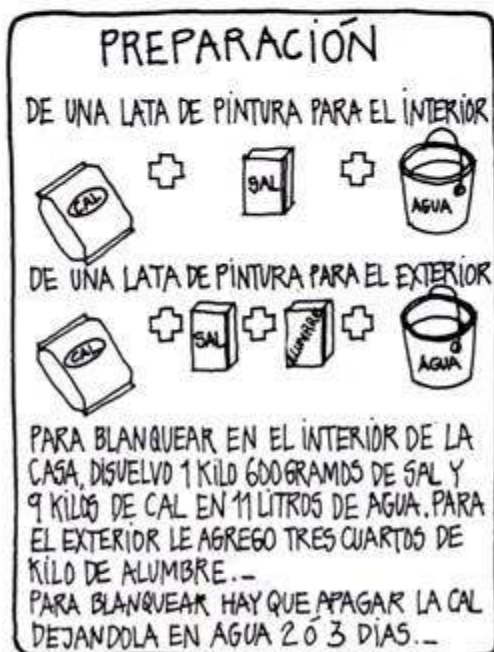 PREPARACIÓN
DE UNA LATA DE PINTURA PARA EL INTERIOR
CAL SAL AGUA
DE UNA LATA DE PINTURA PARA EL EXTERIOR
CAL SAL ALUMBRE AGUA
PARA BLANQUEAR EN EL INTERIOR DE LA
CASA, DISUELVO 1 KILO 600 GRAMOS DE SAL Y
9 KILOS DE CAL EN 11 LITROS DE AGUA. PARA
EL EXTERIOR LE AGREGO TRES CUARTOS DE
KILO DE ALUMBRE._
PARA BLANQUEAR HAY QUE APAGAR LA CAL
DEJANDOLA EN AGUA 2 Ó 3 DIAS._